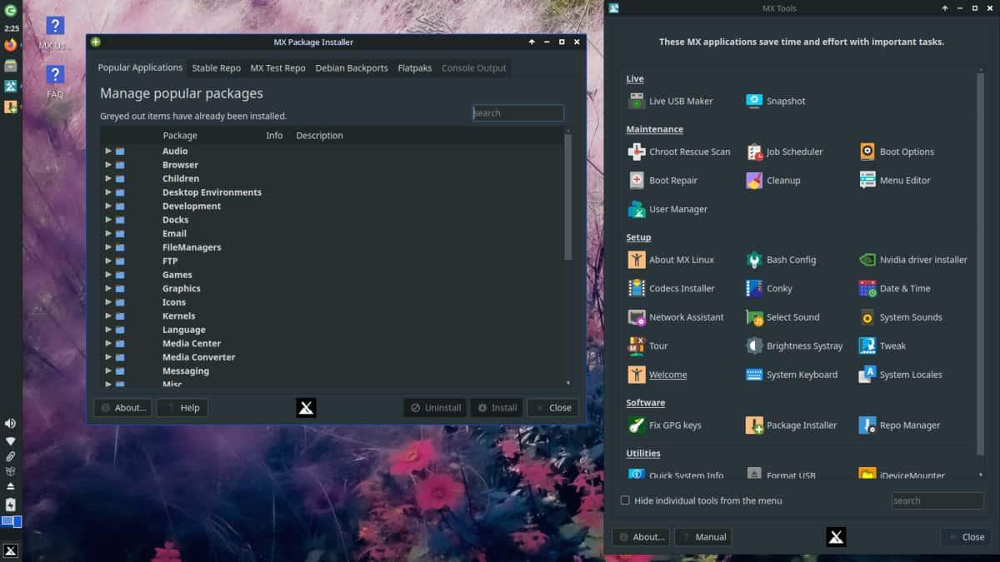 2:25
MX Us...
FAQ
MX Package Installer
Popular Applications Stable Repo MX Test Repo Debian Backports Flatpaks Console Output
Manage popular packages
Greyed out items have already been installed.
search
Package Info Description
Audio
Browser
Children
Desktop Environments
Development
Docks
Email
FileManagers
FTP
Games
Graphics
Icons
Kernels
Language
Media Center
Media Converter
Messaging
Misc
About... ? Help Uninstall Install Close
MX Tools
These MX applications save time and effort with important tasks.
Live
Live USB Maker Snapshot
Maintenance
Chroot Rescue Scan Job Scheduler Boot Options
Boot Repair Cleanup Menu Editor
User Manager
Setup
About MX Linux Bash Config Nvidia driver installer
Codecs Installer Conky Date & Time
Network Assistant Select Sound System Sounds
Tour Brightness Systray Tweak
Welcome System Keyboard System Locales
Software
Fix GPG keys Package Installer Repo Manager
Utilities
Quick System Info Format USB iDeviceMounter
Hide individual tools from the menu
search
About... ? Manual Close